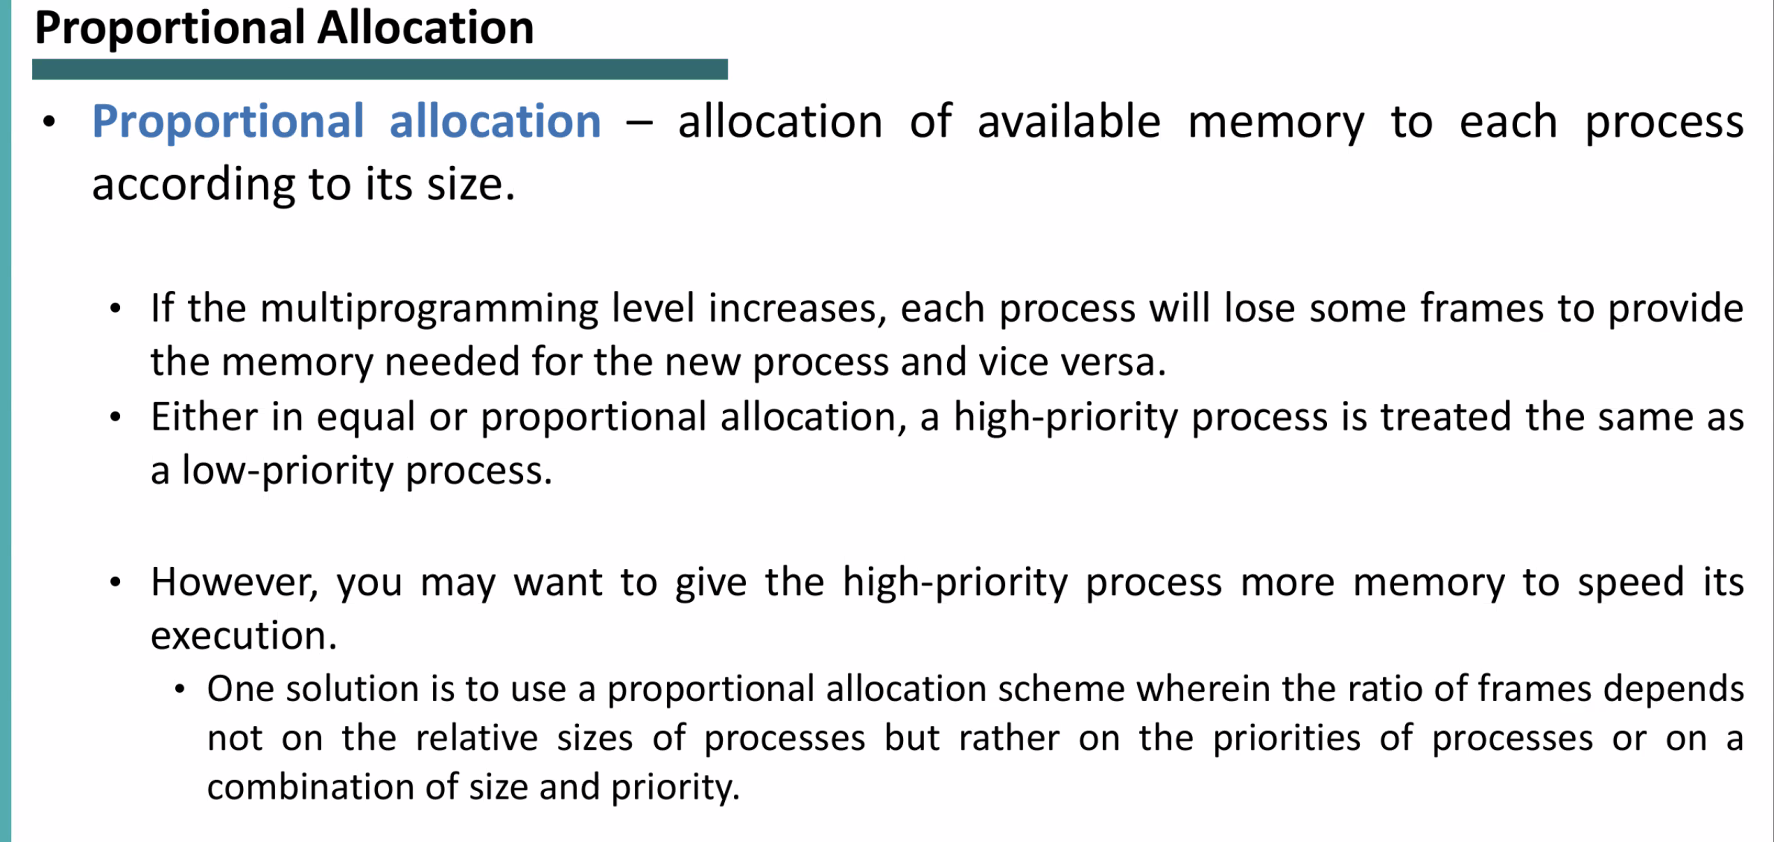 Proportional Allocation
• Proportional allocation – allocation of available memory to each process
according to its size.
• If the multiprogramming level increases, each process will lose some frames to provide
the memory needed for the new process and vice versa.
• Either in equal or proportional allocation, a high-priority process is treated the same as
a low-priority process.
• However, you may want to give the high-priority process more memory to speed its
execution.
• One solution is to use a proportional allocation scheme wherein the ratio of frames depends
not on the relative sizes of processes but rather on the priorities of processes or on a
combination of size and priority.